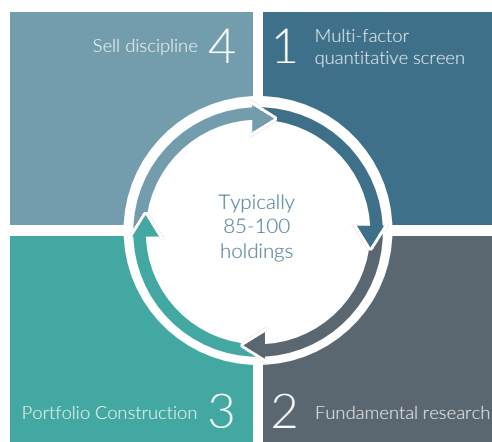 Sell discipline 4
1 Multi-factor
quantitative screen
Typically
85-100
holdings
Portfolio Construction 3
2 Fundamental research